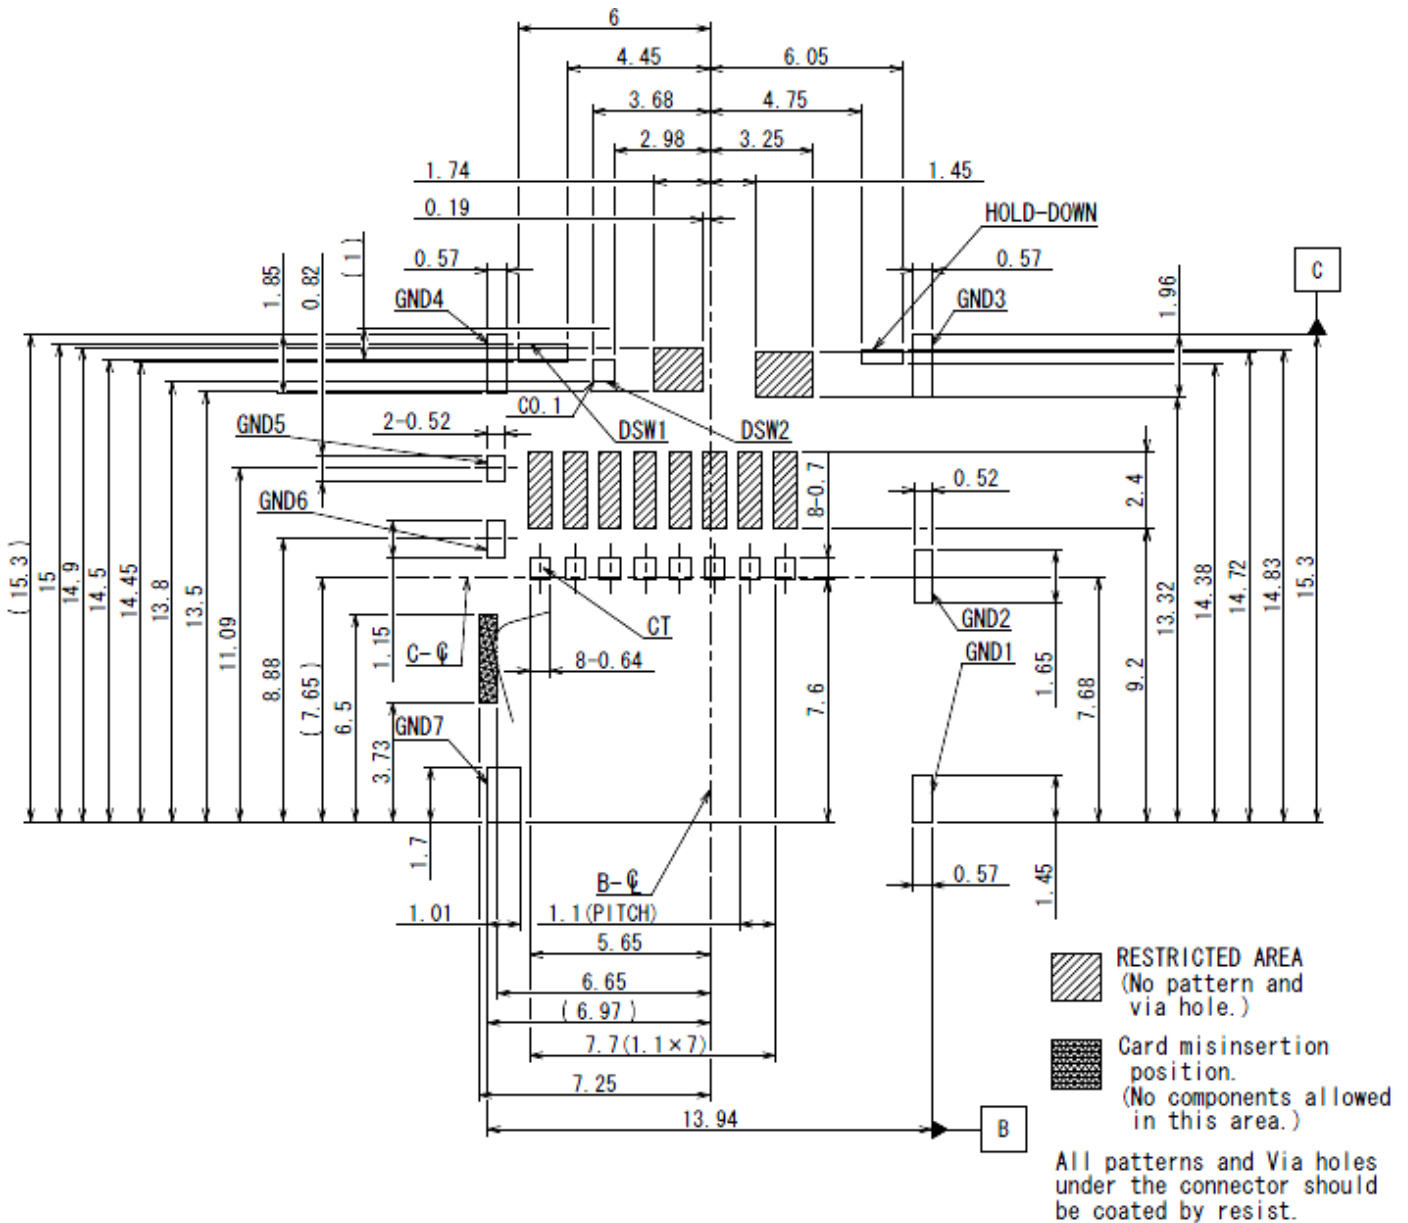 6
4.45
6.05
3.68
4.75
2.98
3.25
1.74
1.45
0.19
HOLD-DOWN
(1)
0.57
0.57
C
1.85
0.82
1.96
GND4
GND3
C0.1
2-0.52
DSW1
DSW2
GND5
GND6
8-0.7
0.52
2.4
(15.3)
15
14.9
14.5
14.45
13.8
13.5
11.09
8.88
(7.65)
6.5
1.15
3.73
C-℄
CT
8-0.64
7.6
GND2
GND1
1.65
7.68
9.2
13.32
14.38
14.72
14.83
15.3
GND7
1.7
B-℄
0.57
1.45
1.01
1.1(PITCH)
5.65
6.65
(6.97)
7.7(1.1×7)
7.25
13.94
B
RESTRICTED AREA
(No pattern and
via hole.)
Card misinsertion
position.
(No components allowed
in this area.)
All patterns and Via holes
under the connector should
be coated by resist.